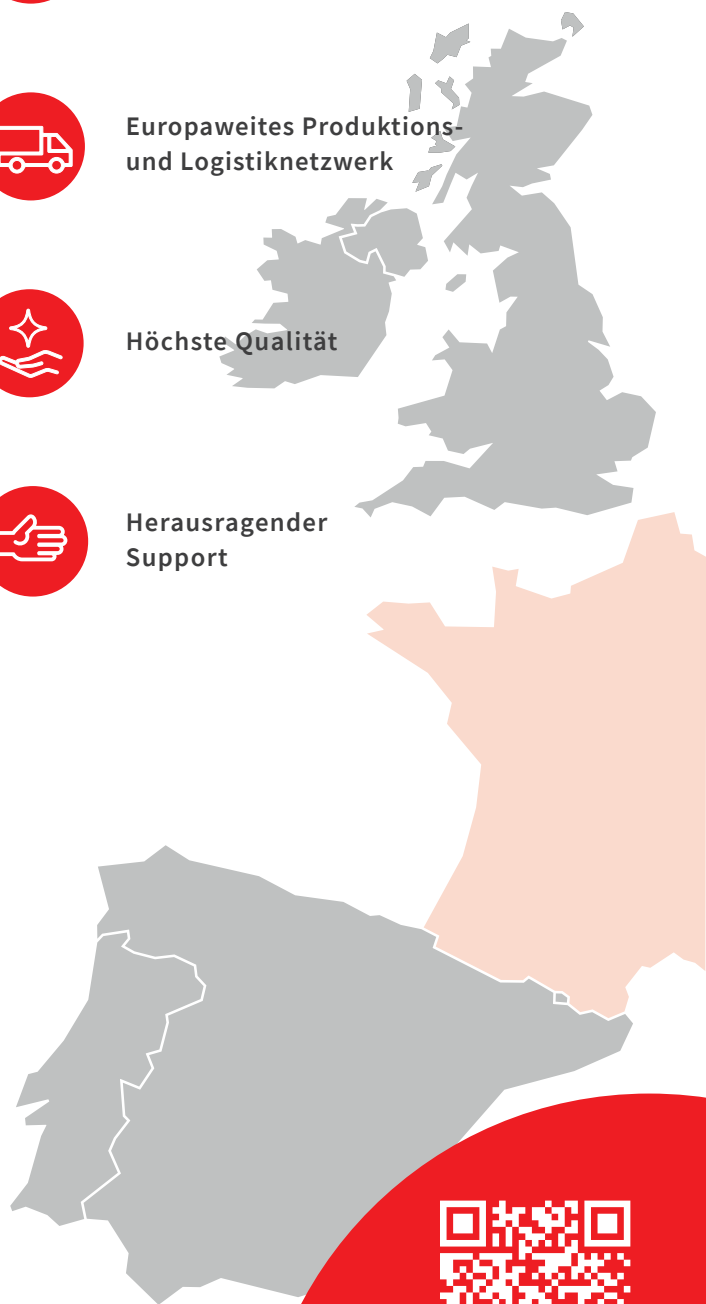 Europaweites Produktions-
und Logistiknetzwerk
Höchste Qualität
Herausragender
Support